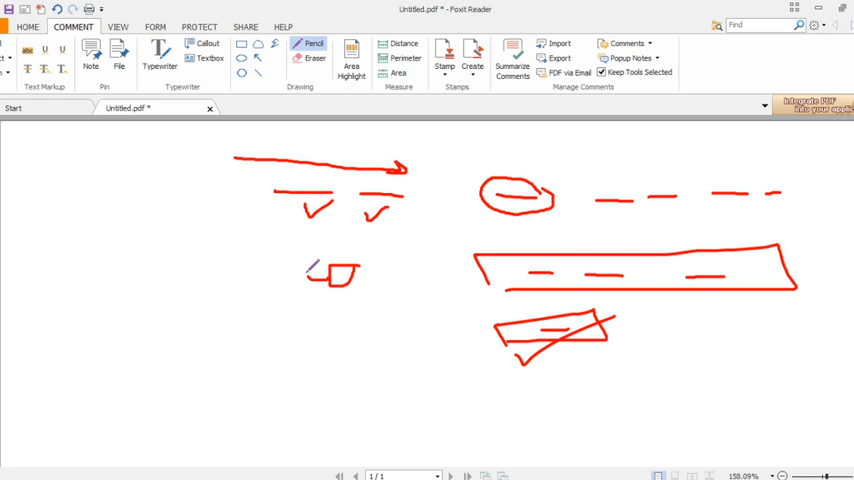 Untitled.pdf * - Foxit Reader
HOME COMMENT VIEW FORM PROTECT SHARE HELP
Find
Note
File
Text Markup
Pin
Typewriter
Callout
Textbox
Typewriter
Pencil
Eraser
Drawing
Area Highlight
Distance
Perimeter
Area
Measure
Stamp
Create
Stamps
Summarize Comments
Import
Export
FDF via Email
Comments
Popup Notes
Keep Tools Selected
Manage Comments
Start
Untitled.pdf *
Integrate PDF
into your applic
1 / 1
158.09%